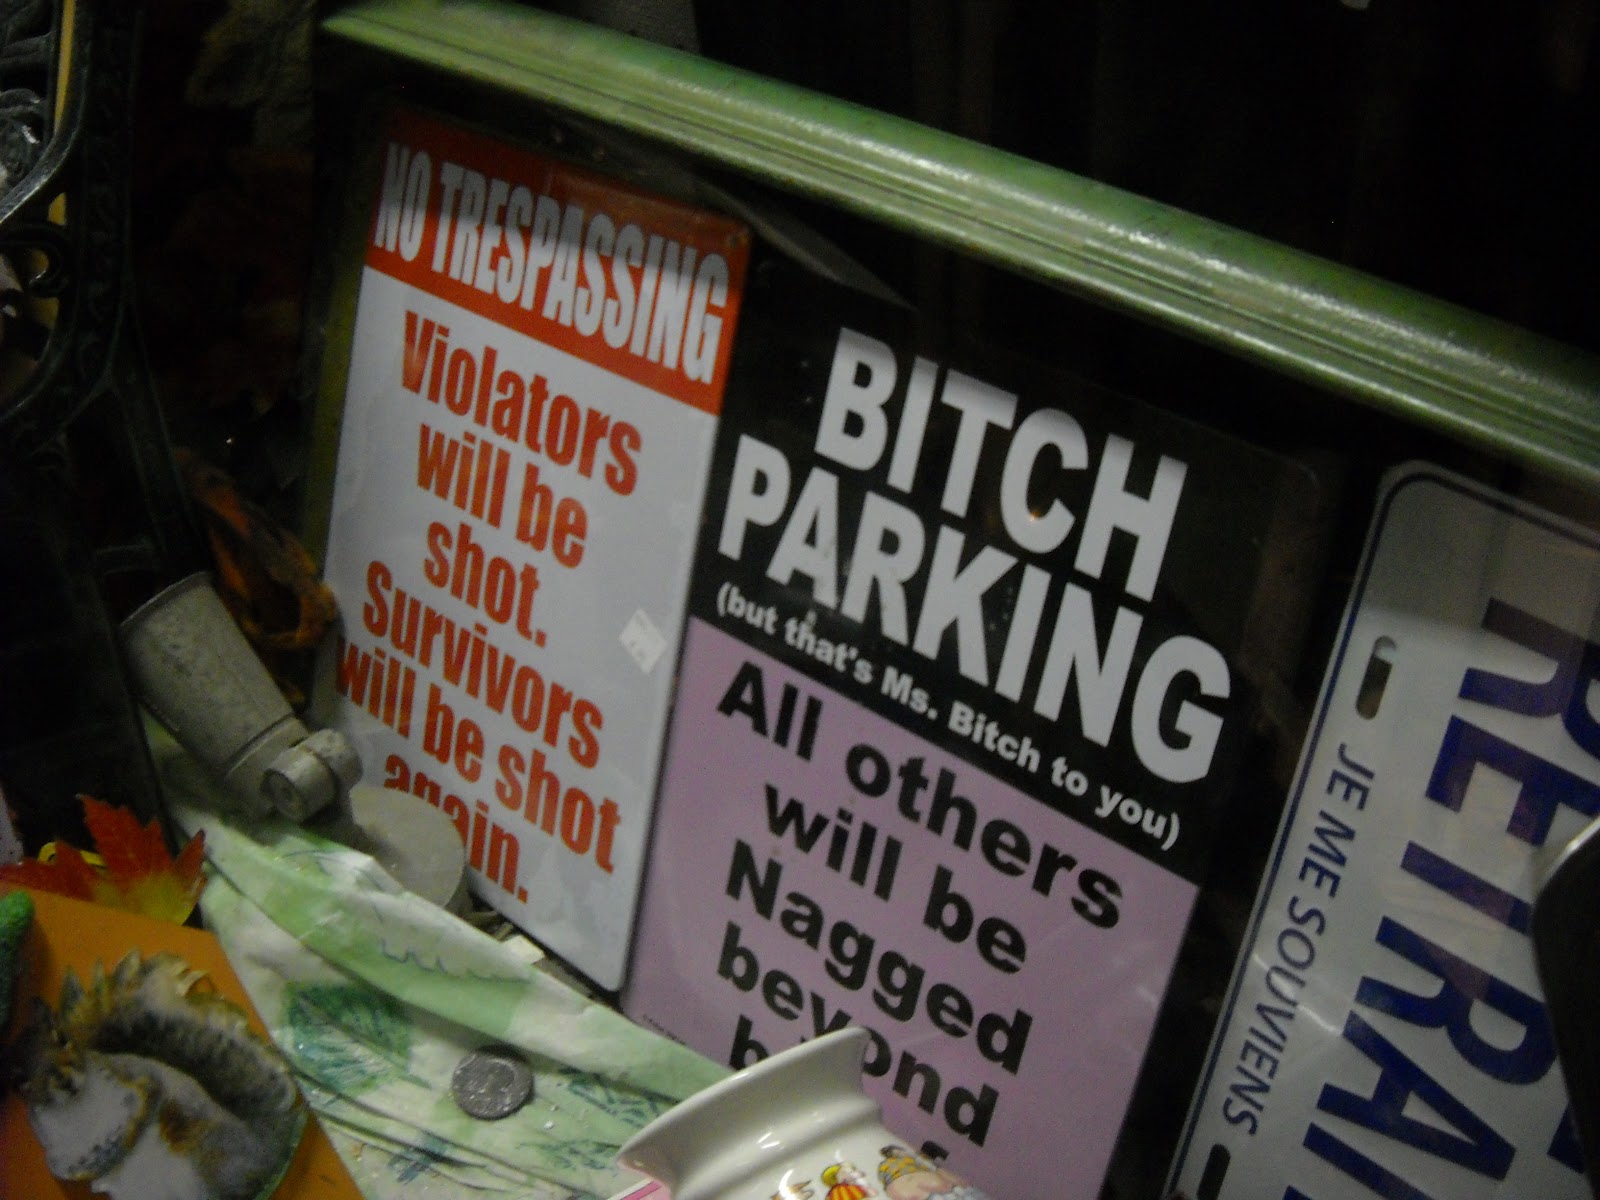 NO TRESPASSING
Violators
will be
shot.
Survivors
will be shot
again.
BITCH
PARKING
(but that's Ms. Bitch to you)
All others
will be
Nagged
beyond
JE ME SOUVIENS